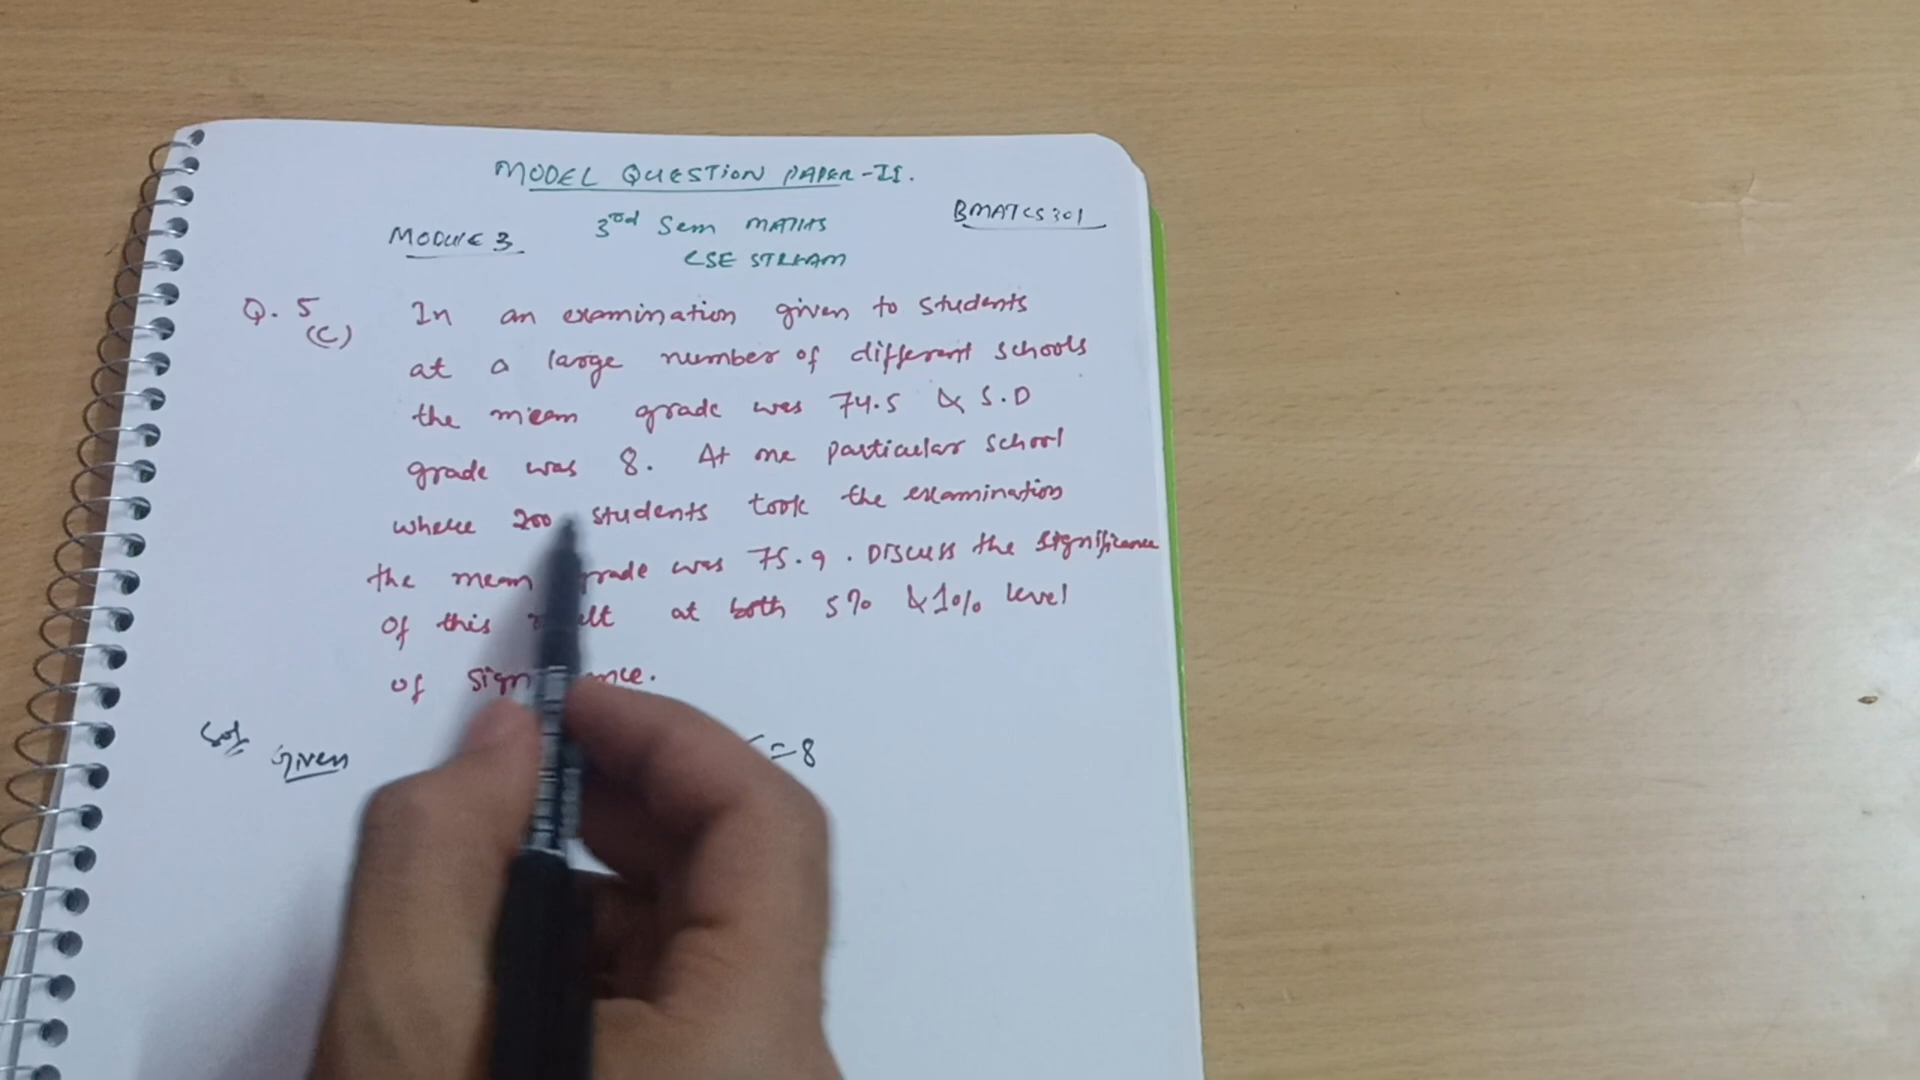 MODEL QUESTION PAPER-II.
3rd Sem MATHS
BMATCS301
MODULE 3
CSE STREAM
Q. 5 (C) In an examination given to students
at a large number of different schools
the mean grade was 74.5 & S.D
grade was 8. At one particular school
where 200 students took the examination
the mean grade was 75.9. Discuss the significance
of this at both 5% & 1% level
of
Sol Given =8